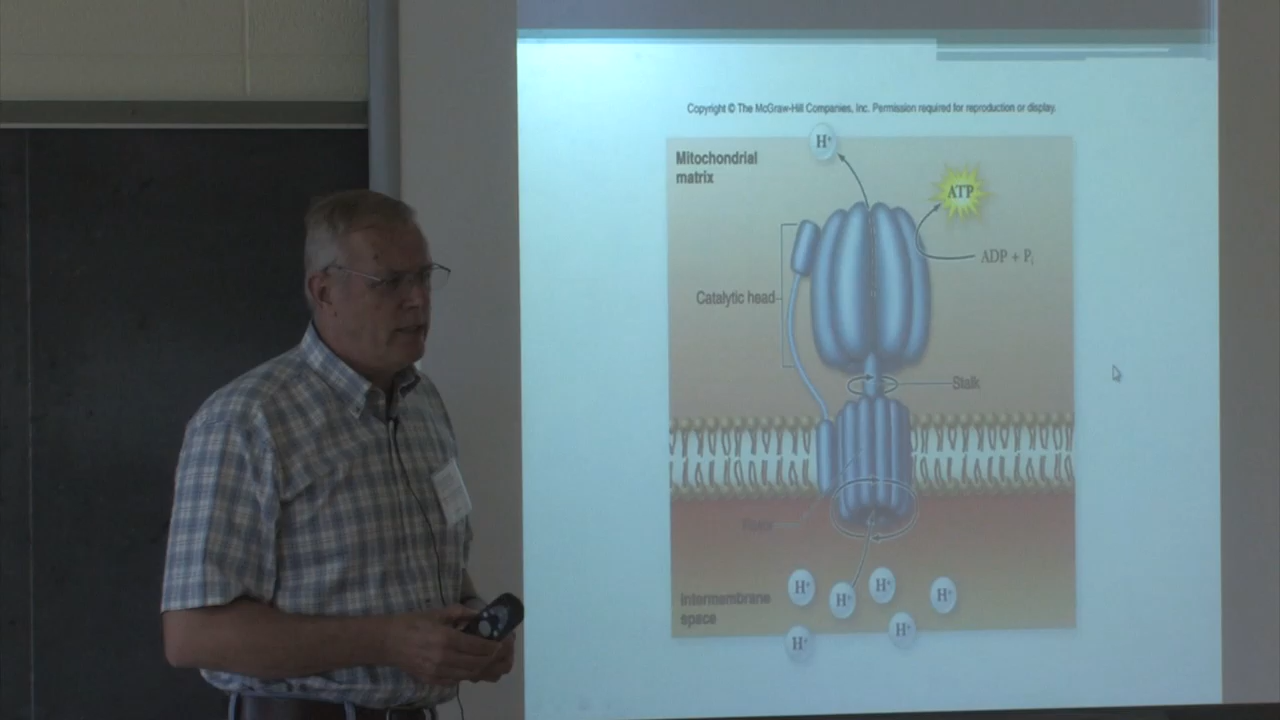 Copyright © The McGraw-Hill Companies, Inc. Permission required for reproduction or display.
H⁺
Mitochondrial
matrix
ATP
ADP + Pᵢ
Catalytic head
Stalk
Rotor
Intermembrane
space
H⁺
H⁺
H⁺
H⁺
H⁺
H⁺